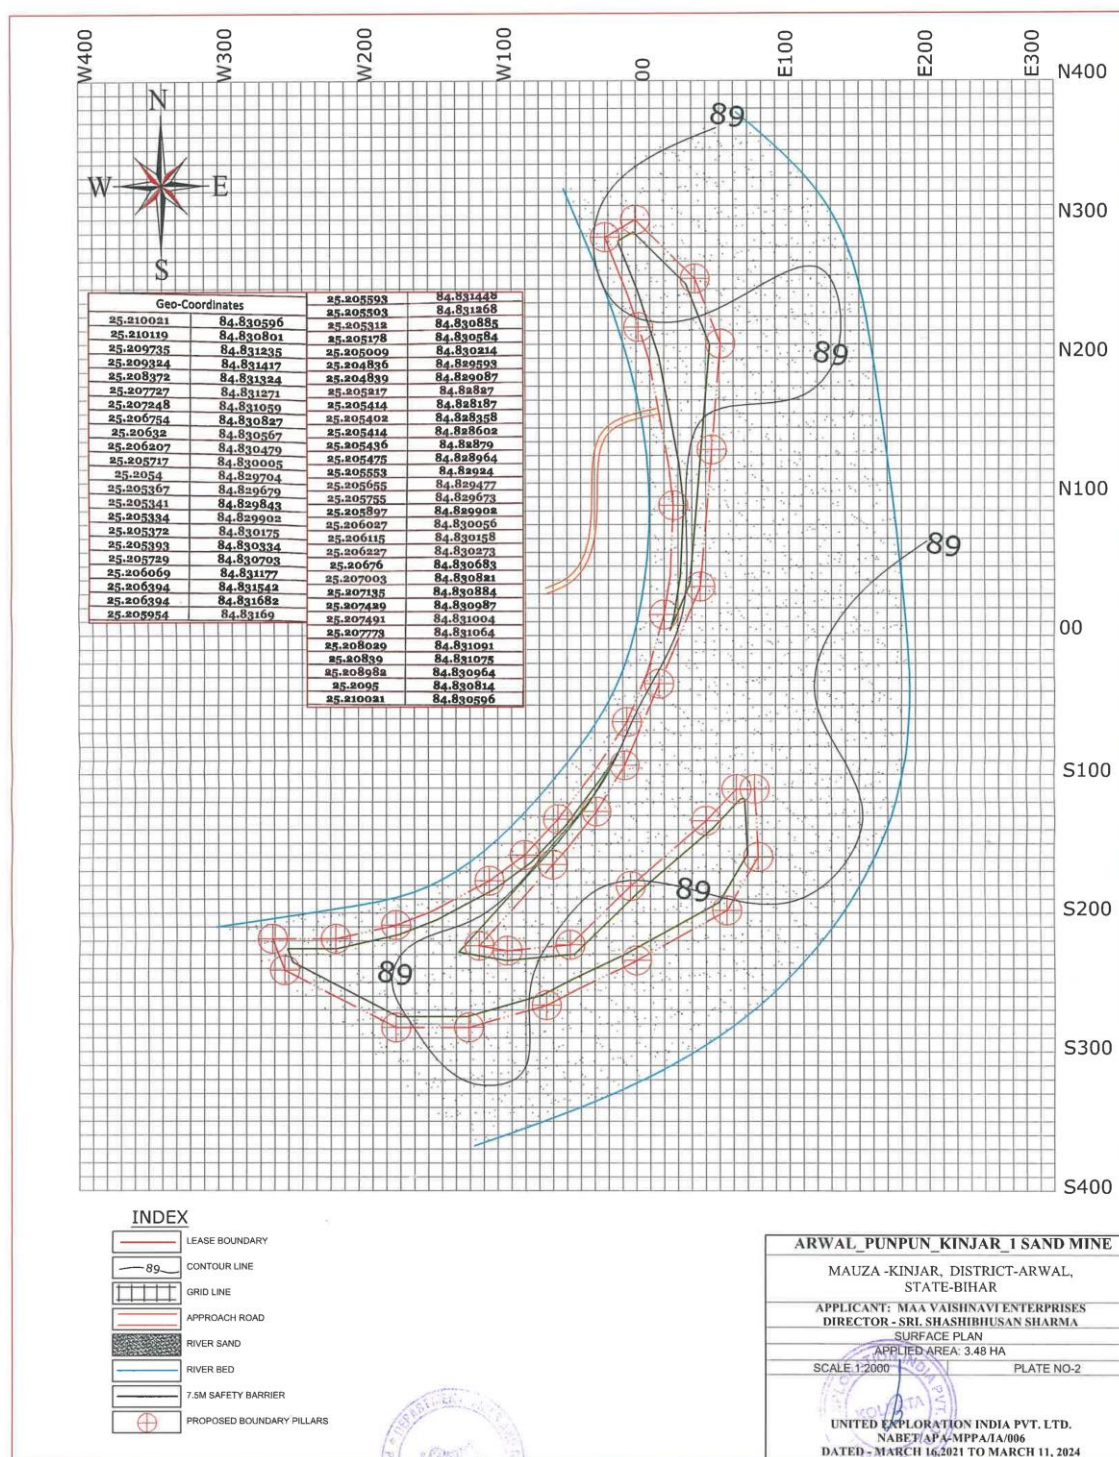 W400 W300 W200 W100 00 E100 E200 E300
N400
N
W E
S
N300
N200
N100
00
S100
S200
S300
S400
89
89
89
89
89
Geo-Coordinates
25.210021 84.830596
25.210119 84.830801
25.209735 84.831235
25.209324 84.831417
25.208372 84.831324
25.207727 84.831271
25.207248 84.831059
25.206754 84.830827
25.20632 84.830567
25.206207 84.830479
25.205717 84.830005
25.2054 84.829704
25.205367 84.829679
25.205341 84.829843
25.205334 84.829902
25.205372 84.830175
25.205393 84.830334
25.205729 84.830703
25.206069 84.831177
25.206394 84.831542
25.206394 84.831682
25.205954 84.83169
25.205593 84.831448
25.205503 84.831268
25.205312 84.830885
25.205178 84.830584
25.205009 84.830214
25.204836 84.829593
25.204839 84.829087
25.205217 84.82827
25.205414 84.828187
25.205402 84.828358
25.205414 84.828602
25.205436 84.82879
25.205475 84.828964
25.205553 84.82924
25.205655 84.829477
25.205755 84.829673
25.205897 84.829902
25.206027 84.830056
25.206115 84.830158
25.206227 84.830273
25.20676 84.830683
25.207003 84.830821
25.207135 84.830884
25.207429 84.830987
25.207491 84.831004
25.207773 84.831064
25.208029 84.831091
25.20839 84.831075
25.208982 84.830964
25.2095 84.830814
25.210021 84.830596
INDEX
LEASE BOUNDARY
89 CONTOUR LINE
GRID LINE
APPROACH ROAD
RIVER SAND
RIVER BED
7.5M SAFETY BARRIER
PROPOSED BOUNDARY PILLARS
ARWAL_PUNPUN_KINJAR_1 SAND MINE
MAUZA -KINJAR, DISTRICT-ARWAL,
STATE-BIHAR
APPLICANT: MAA VAISHNAVI ENTERPRISES
DIRECTOR - SRI. SHASHIBHUSAN SHARMA
SURFACE PLAN
APPLIED AREA: 3.48 HA
SCALE 1:2000 PLATE NO-2
KOLKATA
UNITED EXPLORATION INDIA PVT. LTD.
NABET/APA-MPPA/IA/006
DATED - MARCH 16,2021 TO MARCH 11, 2024